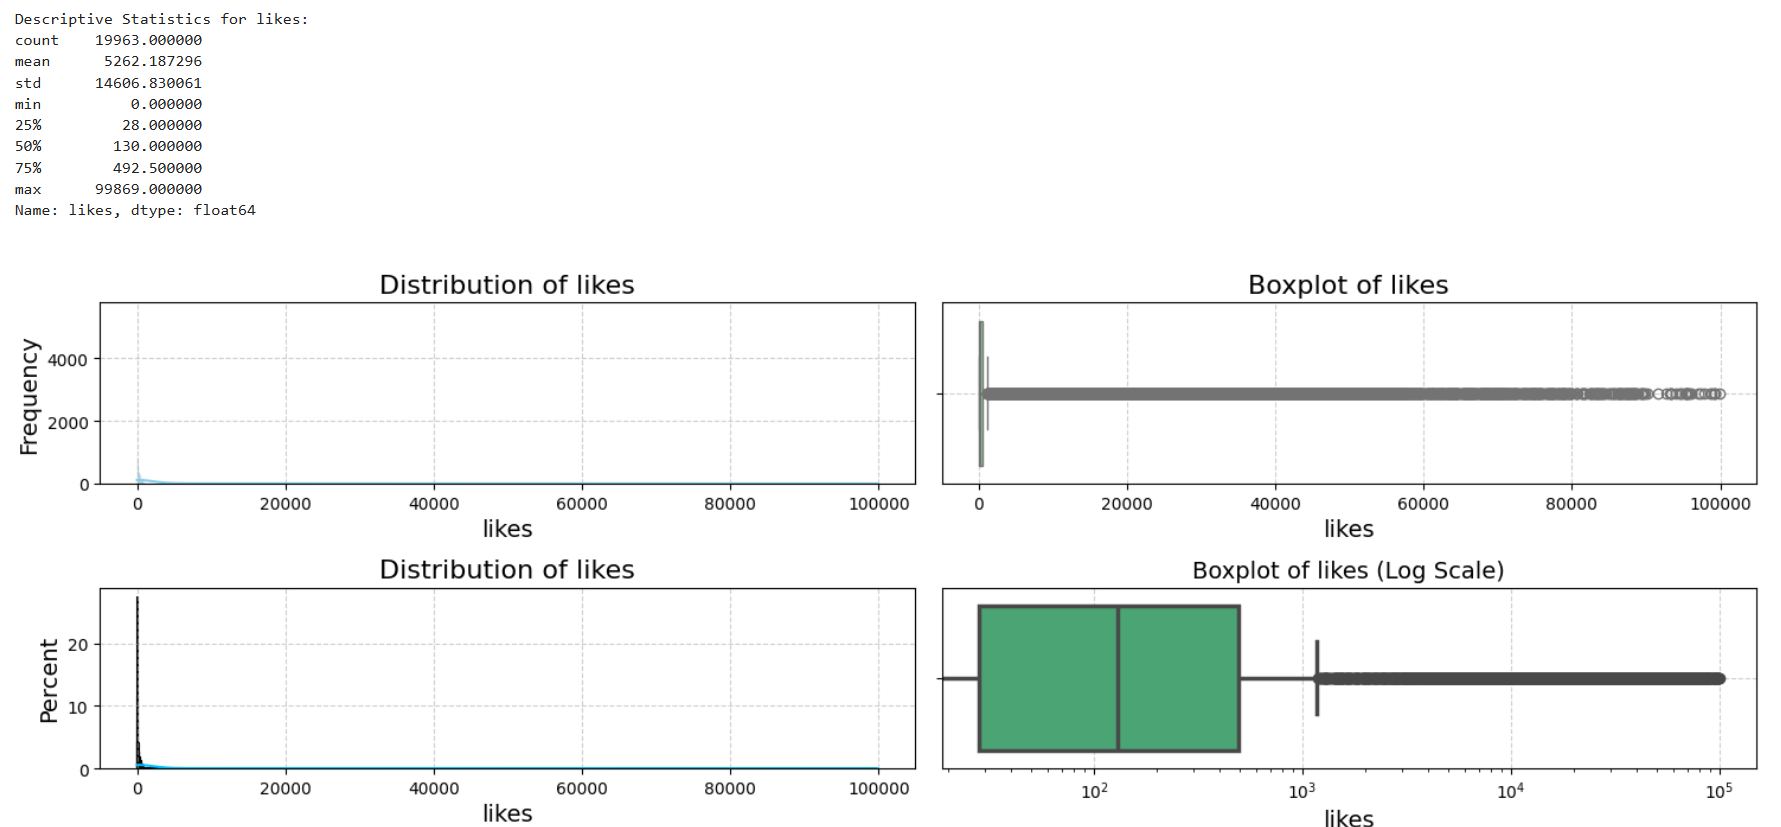 Descriptive Statistics for likes:
count    19963.000000
mean      5262.187296
std      14606.830061
min          0.000000
25%         28.000000
50%        130.000000
75%        492.500000
max      99869.000000
Name: likes, dtype: float64
Distribution of likes
Frequency
4000
2000
0
0 20000 40000 60000 80000 100000
likes
Boxplot of likes
0 20000 40000 60000 80000 100000
likes
Distribution of likes
Percent
20
10
0
0 20000 40000 60000 80000 100000
likes
Boxplot of likes (Log Scale)
10² 10³ 10⁴ 10⁵
likes